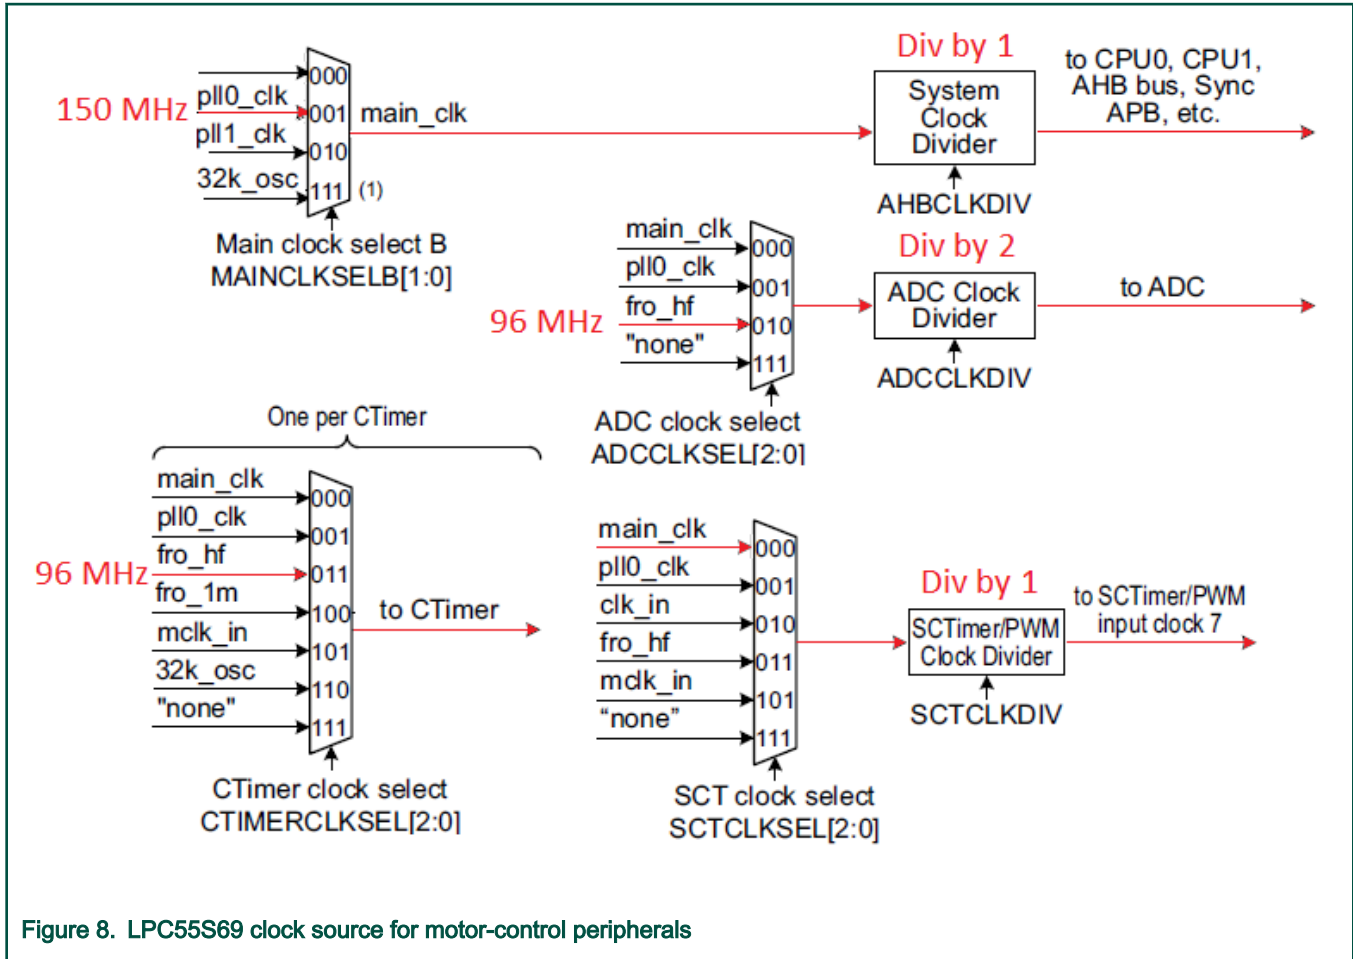 150 MHz
pll0_clk
pll1_clk
32k_osc
000
001
010
111
(1)
main_clk
Main clock select B
MAINCLKSELB[1:0]
Div by 1
System
Clock
Divider
AHBCLKDIV
to CPU0, CPU1,
AHB bus, Sync
APB, etc.
96 MHz
main_clk
pll0_clk
fro_hf
"none"
000
001
010
111
ADC clock select
ADCCLKSEL[2:0]
Div by 2
ADC Clock
Divider
ADCCLKDIV
to ADC
One per CTimer
96 MHz
main_clk
pll0_clk
fro_hf
fro_1m
mclk_in
32k_osc
"none"
000
001
011
100
101
110
111
to CTimer
CTimer clock select
CTIMERCLKSEL[2:0]
main_clk
pll0_clk
clk_in
fro_hf
mclk_in
“none”
000
001
010
011
101
111
SCT clock select
SCTCLKSEL[2:0]
Div by 1
SCTimer/PWM
Clock Divider
SCTCLKDIV
to SCTimer/PWM
input clock 7
Figure 8. LPC55S69 clock source for motor-control peripherals